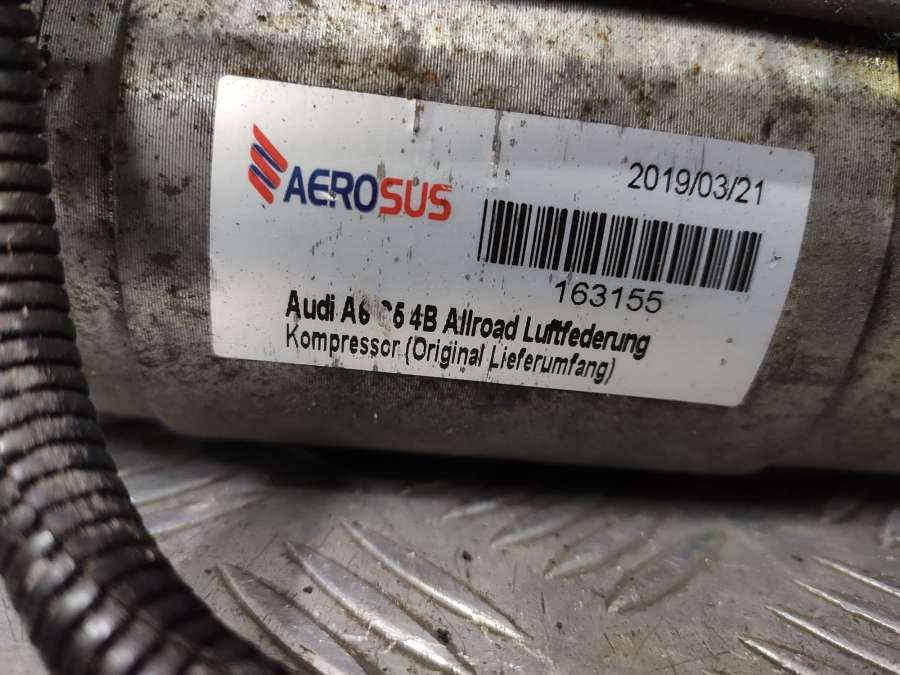 AEROSUS
2019/03/21
163155
Audi A6 4B Allroad Luftfederung
Kompressor (Original Lieferumfang)